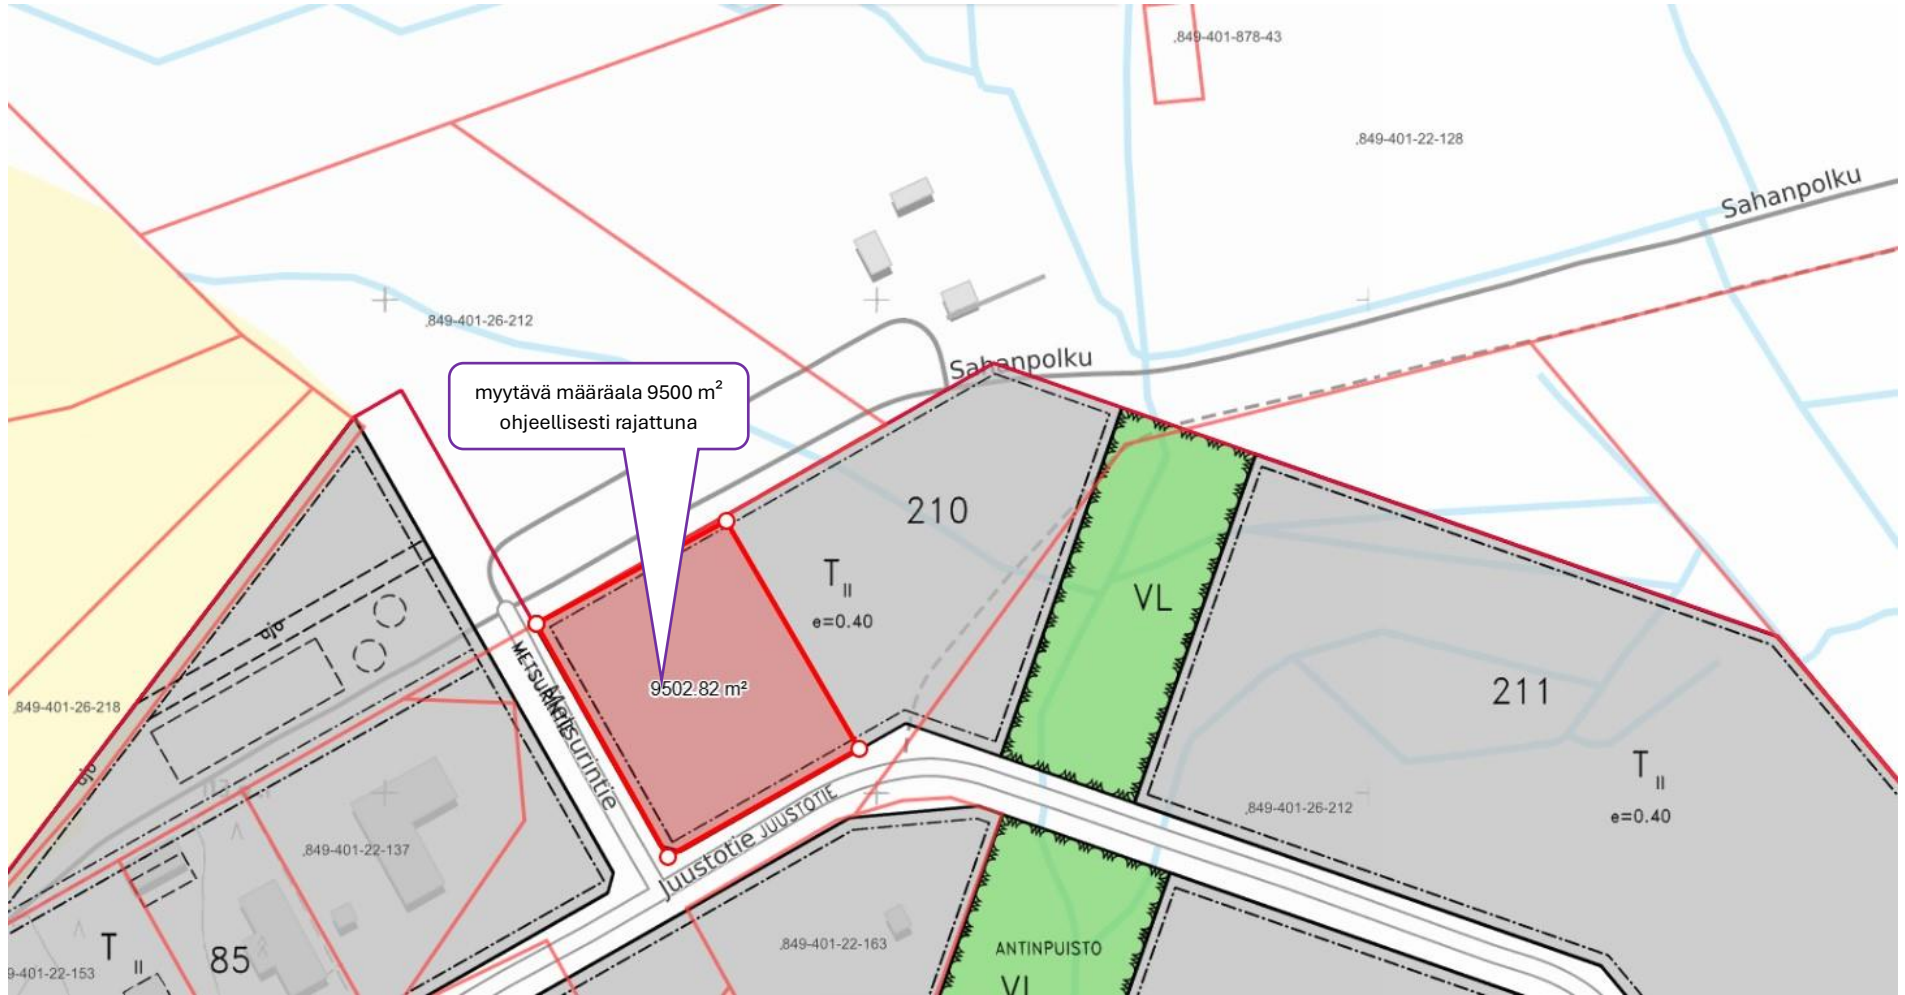 ,849-401-878-43
,849-401-22-128
Sahanpolku
,849-401-26-212
Sahanpolku
myytävä määräala 9500 m²
ohjeellisesti rajattuna
210
T II
e=0.40
VL
ajo
METSURINTIE
Metsurintie
9502.82 m²
211
,849-401-26-218
T II
e=0.40
ajo
,849-401-26-212
JUUSTOTIE
Juustotie
,849-401-22-137
,849-401-22-163
ANTINPUISTO
VL
T II
85
9-401-22-153